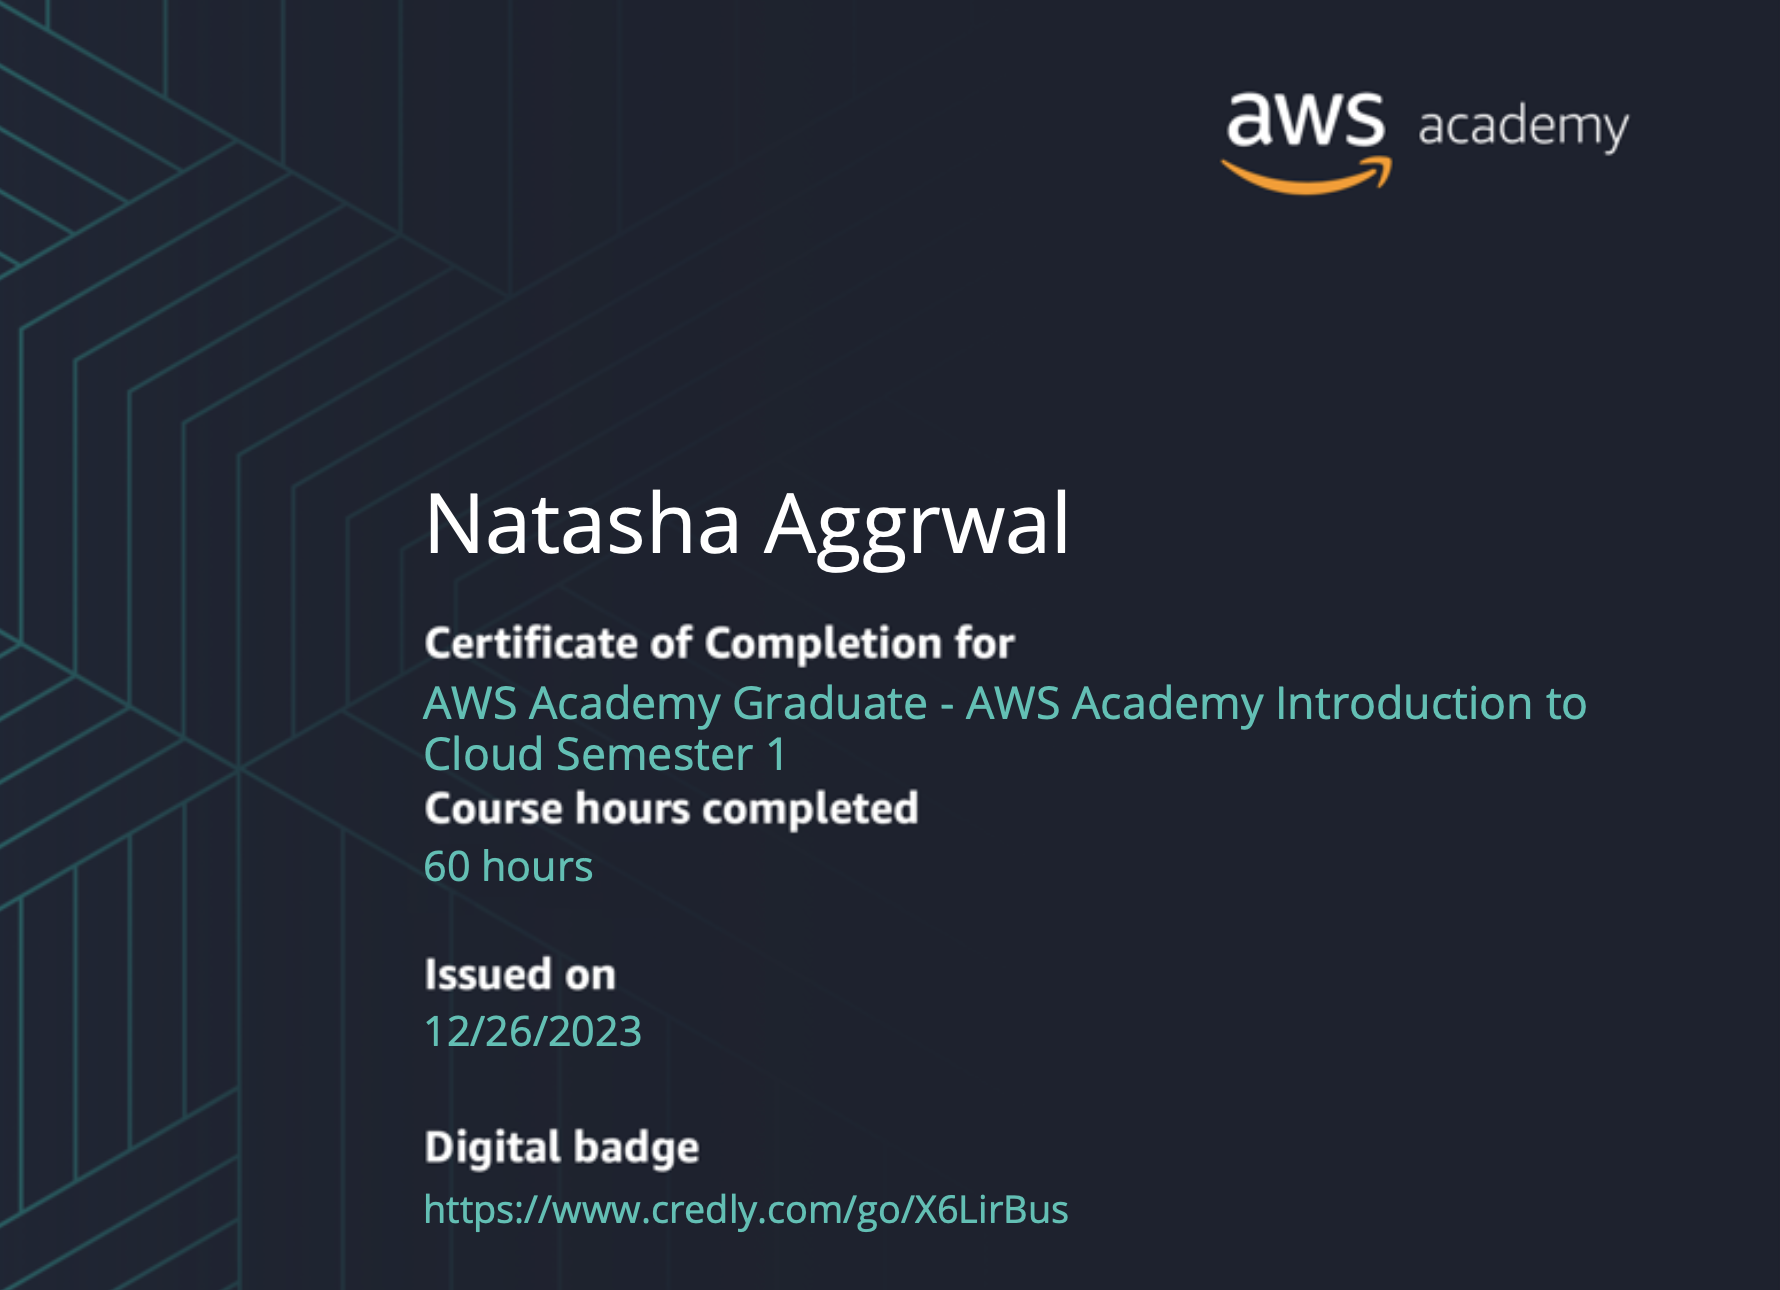 aws academy
Natasha Aggrwal
Certificate of Completion for
AWS Academy Graduate - AWS Academy Introduction to
Cloud Semester 1
Course hours completed
60 hours
Issued on
12/26/2023
Digital badge
https://www.credly.com/go/X6LirBus